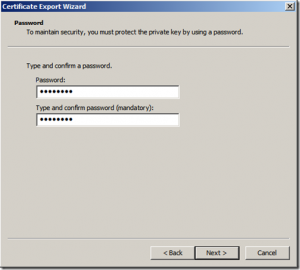 Certificate Export Wizard
Password
To maintain security, you must protect the private key by using a password.
Type and confirm a password.
Password:
••••••••
Type and confirm password (mandatory):
••••••••
< Back
Next >
Cancel